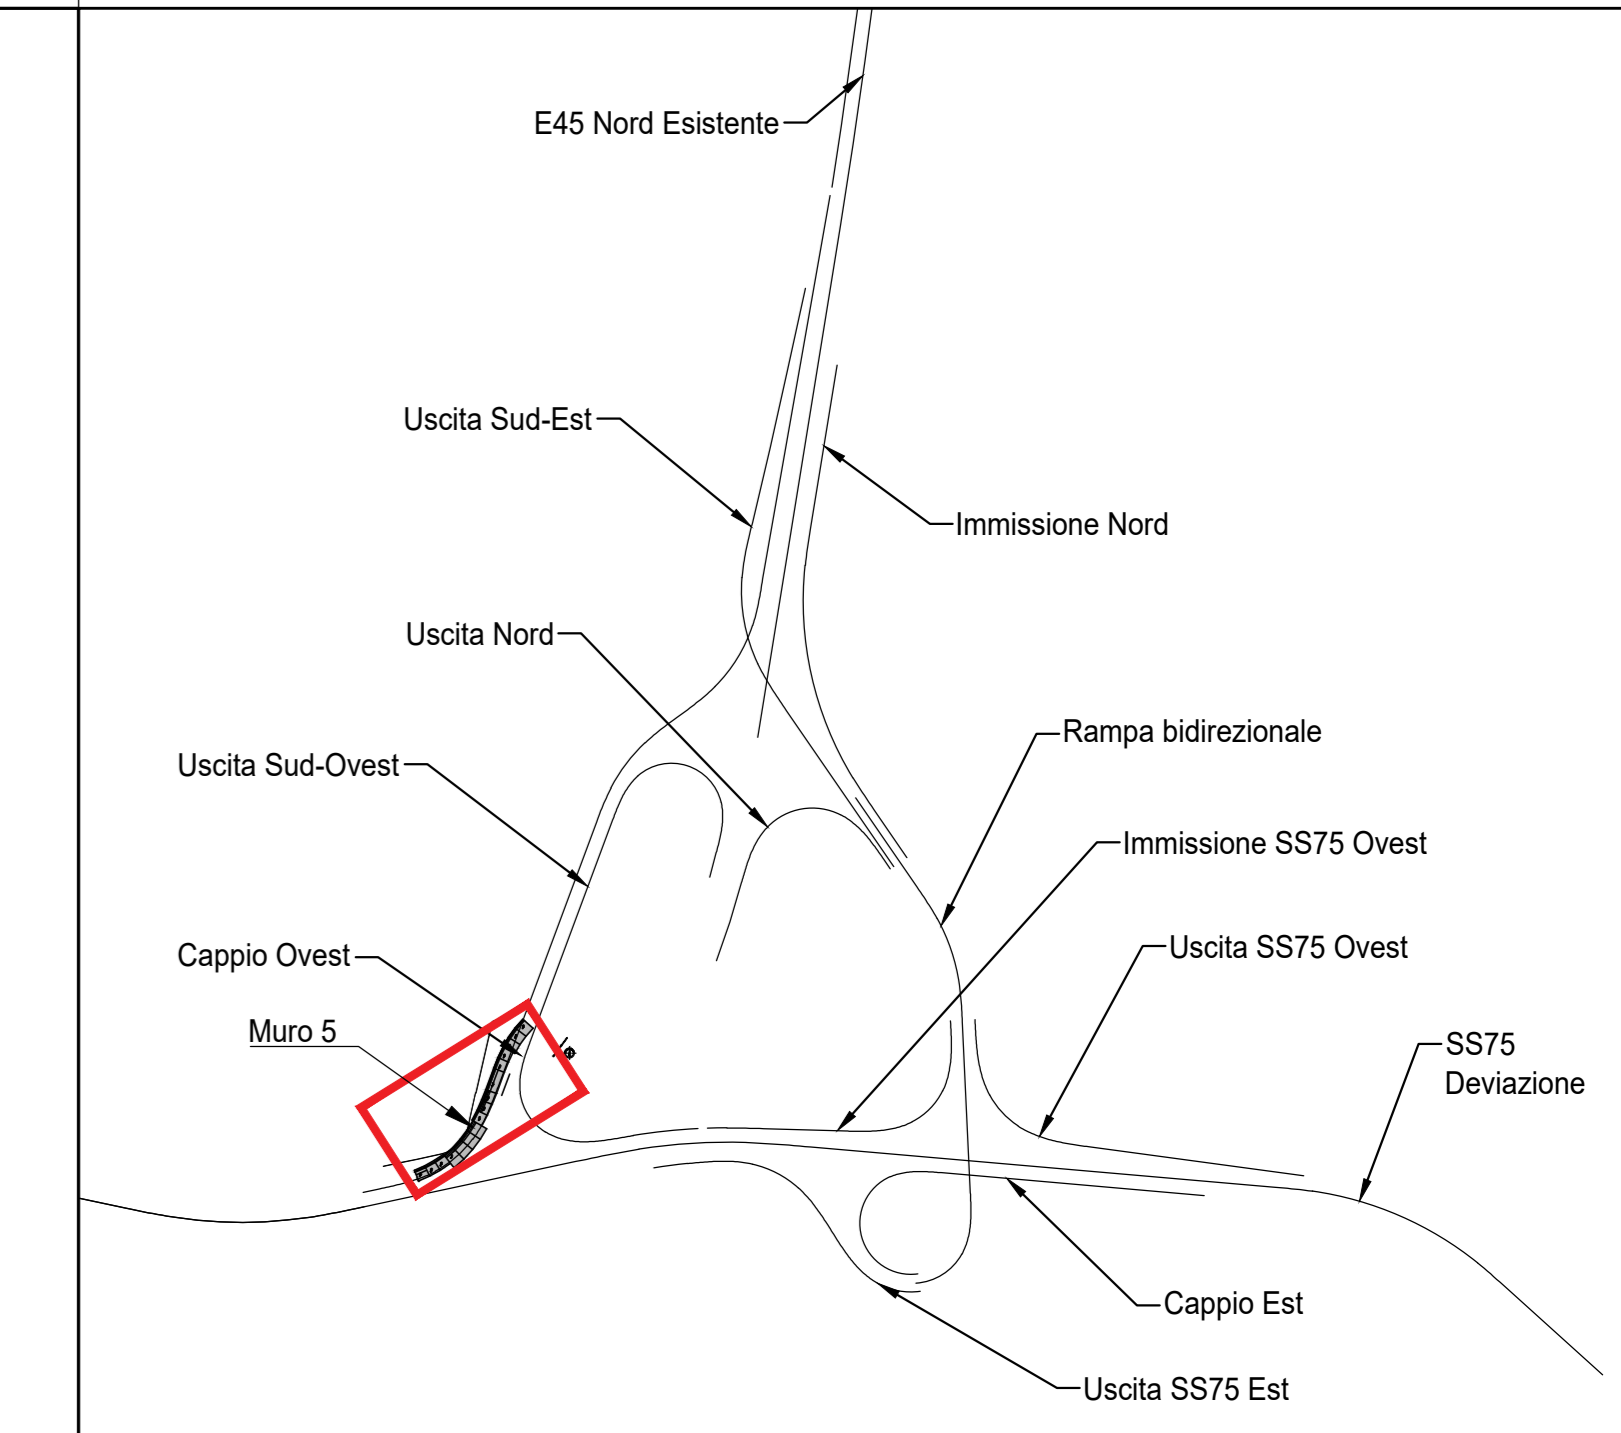 E45 Nord Esistente
Uscita Sud-Est
Immissione Nord
Uscita Nord
Rampa bidirezionale
Uscita Sud-Ovest
Immissione SS75 Ovest
Uscita SS75 Ovest
Cappio Ovest
Muro 5
SS75
Deviazione
Cappio Est
Uscita SS75 Est